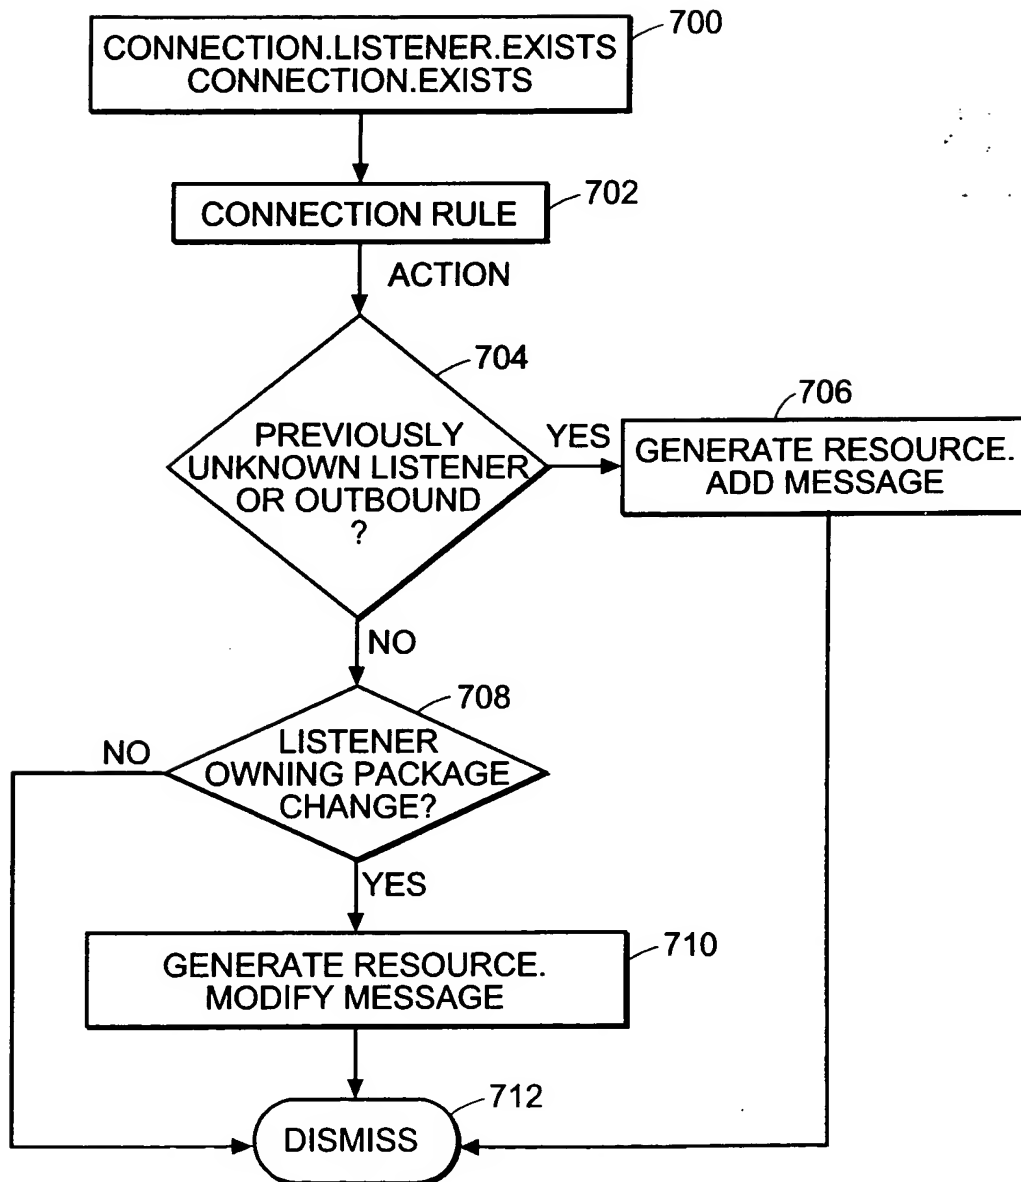 CONNECTION.LISTENER.EXISTS
CONNECTION.EXISTS
700
CONNECTION RULE
702
ACTION
704
PREVIOUSLY
UNKNOWN LISTENER
OR OUTBOUND
?
YES
706
GENERATE RESOURCE.
ADD MESSAGE
NO
708
LISTENER
OWNING PACKAGE
CHANGE?
NO
YES
GENERATE RESOURCE.
MODIFY MESSAGE
710
712
DISMISS